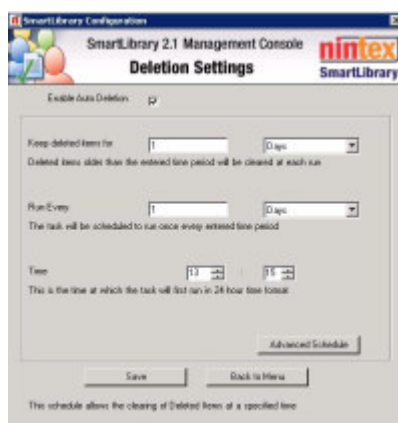 SmartLibrary Configuration
SmartLibrary 2.1 Management Console
nintex
Deletion Settings
SmartLibrary
Enable Auto Deletion
Keep deleted items for 1 Days
Deleted items older than the entered time period will be cleared at each run
Run Every 1 Days
The task will be scheduled to run once every entered time period
Time 13 : 15
This is the time at which the task will first run in 24 hour time format
Advanced Schedule
Save Back to Menu
This schedule allows the clearing of Deleted Items at a specified time